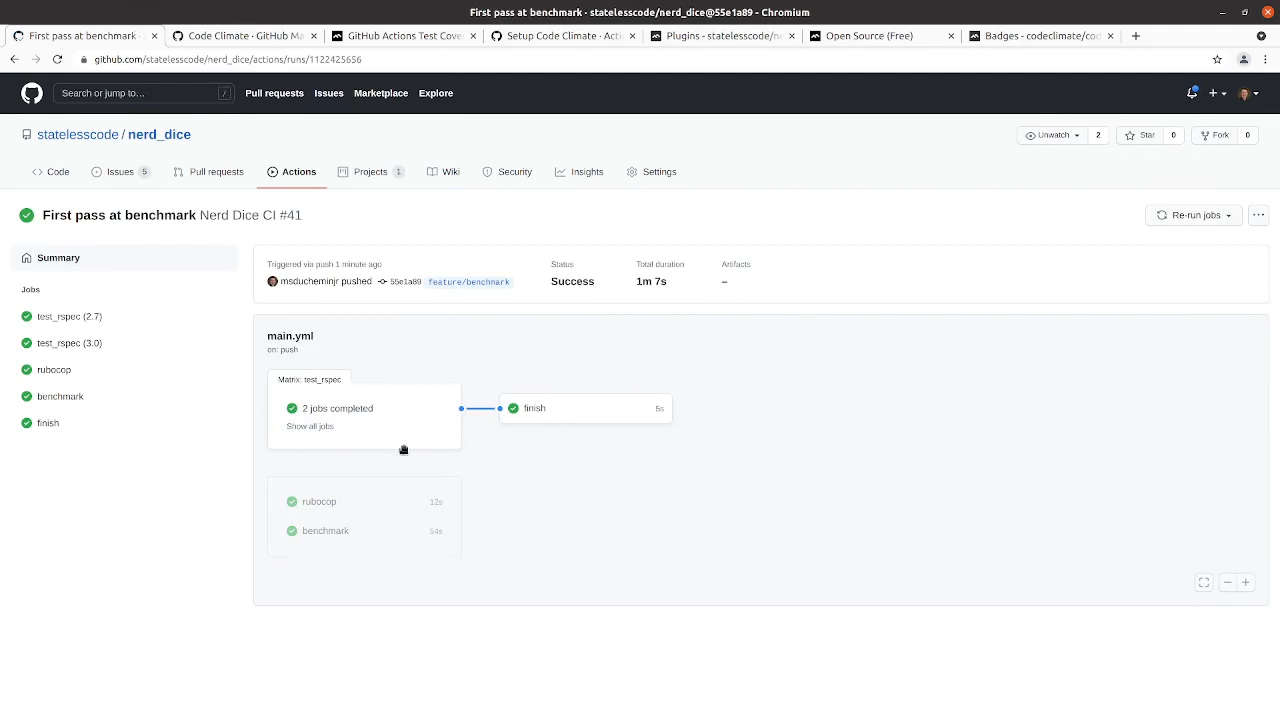 First pass at benchmark · statelesscode/nerd_dice@55e1a89 - Chromium
First pass at benchmark ·
Code Climate · GitHub Ma
GitHub Actions Test Cove
Setup Code Climate · Acti
Plugins - statelesscode/ne
Open Source (Free)
Badges - codeclimate/cod
github.com/statelesscode/nerd_dice/actions/runs/1122425656
Search or jump to...
/
Pull requests
Issues
Marketplace
Explore
statelesscode / nerd_dice
Unwatch 2
Star 0
Fork 0
Code
Issues 5
Pull requests
Actions
Projects 1
Wiki
Security
Insights
Settings
First pass at benchmark Nerd Dice CI #41
Re-run jobs
Summary
Jobs
test_rspec (2.7)
test_rspec (3.0)
rubocop
benchmark
finish
Triggered via push 1 minute ago
msducheminjr pushed 55e1a89 feature/benchmark
Status
Success
Total duration
1m 7s
Artifacts
–
main.yml
on: push
Matrix: test_rspec
2 jobs completed
Show all jobs
finish 5s
rubocop 12s
benchmark 54s